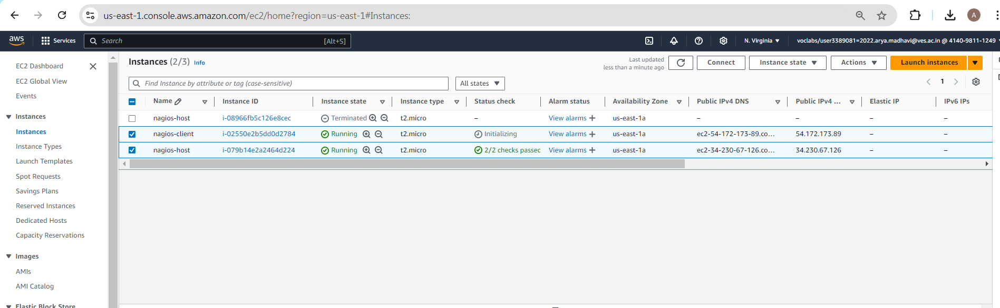 us-east-1.console.aws.amazon.com/ec2/home?region=us-east-1#Instances:
A
aws
Services
Search
[Alt+S]
N. Virginia
voclabs/user3389081=2022.arya.madhavi@ves.ac.in @ 4140-9811-1249
EC2 Dashboard
EC2 Global View
Events
Instances
Instances
Instance Types
Launch Templates
Spot Requests
Savings Plans
Reserved Instances
Dedicated Hosts
Capacity Reservations
Images
AMIs
AMI Catalog
Elastic Block Store
Instances (2/3) Info
Last updated
less than a minute ago
Connect
Instance state
Actions
Launch instances
Find Instance by attribute or tag (case-sensitive)
All states
1
Name Instance ID Instance state Instance type Status check Alarm status Availability Zone Public IPv4 DNS Public IPv4 ... Elastic IP IPv6 IPs
nagios-host i-08966fb5c126e8cec Terminated t2.micro – View alarms + us-east-1a – – – –
nagios-client i-02550e2b5dd0d2784 Running t2.micro Initializing View alarms + us-east-1a ec2-54-172-173-89.co... 54.172.173.89 – –
nagios-host i-079b14e2a2464d224 Running t2.micro 2/2 checks passed View alarms + us-east-1a ec2-34-230-67-126.co... 34.230.67.126 – –